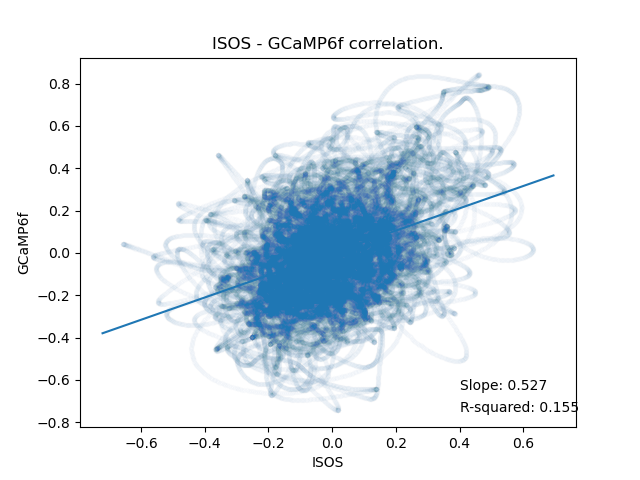 ISOS - GCaMP6f correlation.
0.8
0.6
0.4
0.2
0.0
−0.2
−0.4
−0.6
−0.8
GCaMP6f
Slope: 0.527
R-squared: 0.155
−0.6 −0.4 −0.2 0.0 0.2 0.4 0.6
ISOS